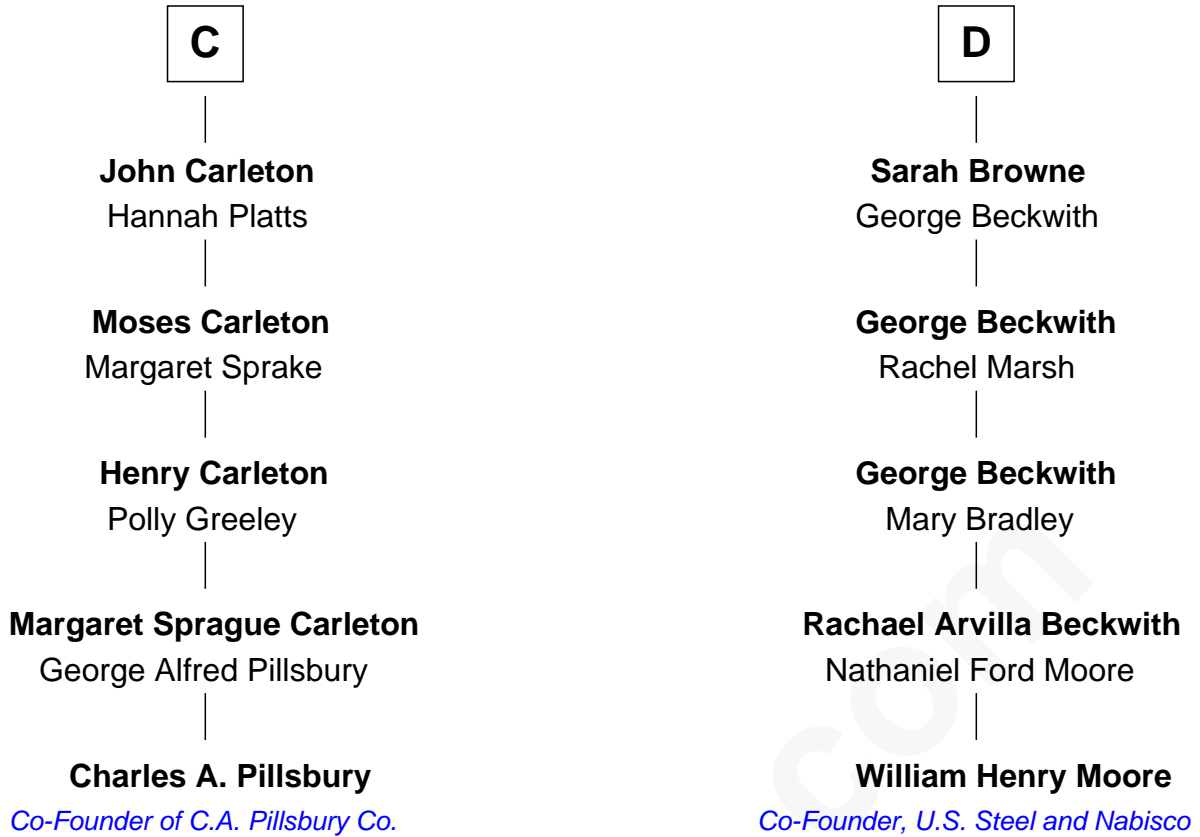 C
John Carleton
Hannah Platts
Moses Carleton
Margaret Sprake
Henry Carleton
Polly Greeley
Margaret Sprague Carleton
George Alfred Pillsbury
Charles A. Pillsbury
Co-Founder of C.A. Pillsbury Co.
D
Sarah Browne
George Beckwith
George Beckwith
Rachel Marsh
George Beckwith
Mary Bradley
Rachael Arvilla Beckwith
Nathaniel Ford Moore
William Henry Moore
Co-Founder, U.S. Steel and Nabisco
com